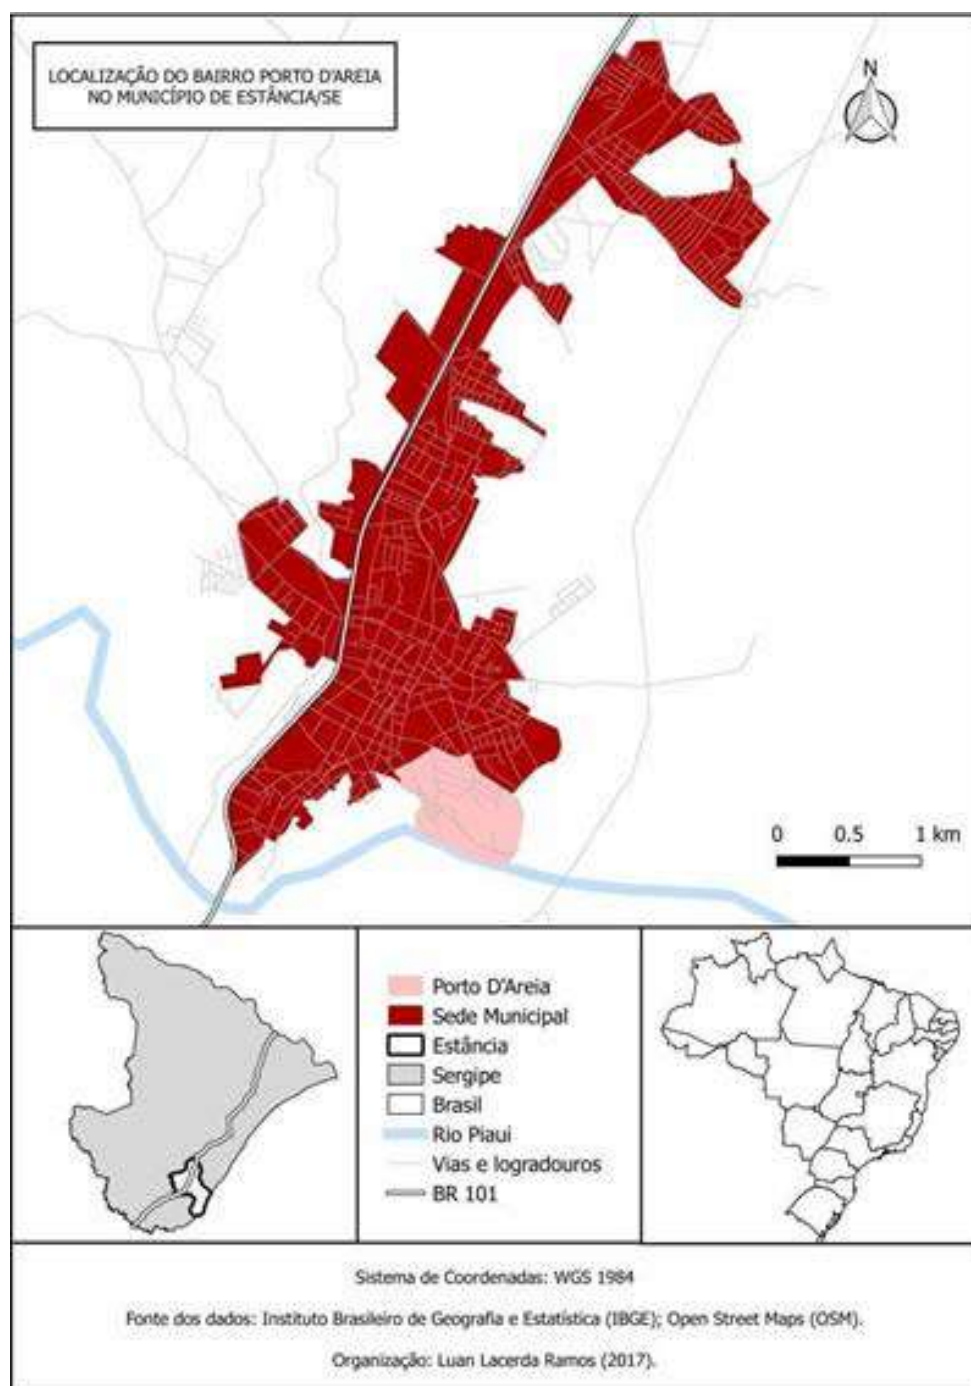 LOCALIZAÇÃO DO BAIRRO PORTO D'AREIA
NO MUNICÍPIO DE ESTÂNCIA/SE
N
0 0.5 1 km
Porto D'Areia
Sede Municipal
Estância
Sergipe
Brasil
Rio Piaui
Vias e logradouros
BR 101
Sistema de Coordenadas: WGS 1984
Fonte dos dados: Instituto Brasileiro de Geografia e Estatística (IBGE); Open Street Maps (OSM).
Organização: Luan Lacerda Ramos (2017).